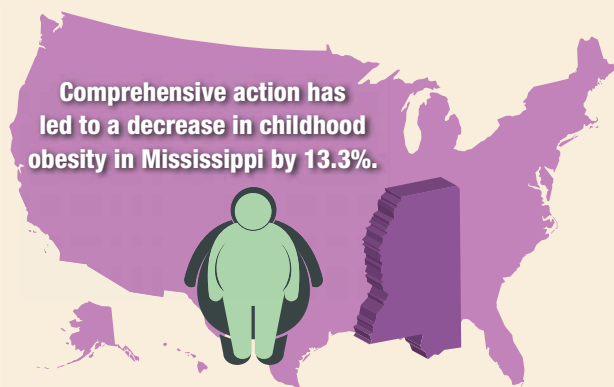 Comprehensive action has
led to a decrease in childhood
obesity in Mississippi by 13.3%.